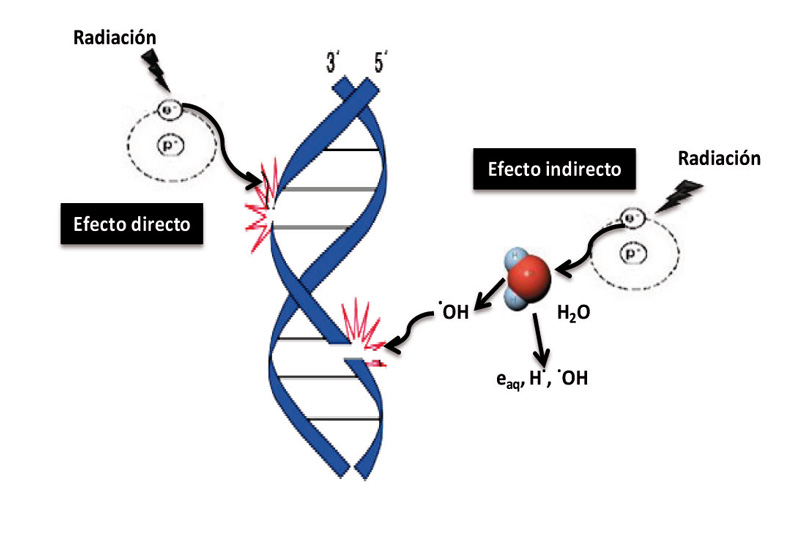 Radiación
3´ 5´
e-
p+
Efecto directo
Efecto indirecto
Radiación
e-
p+
˙OH
H₂O
eaq, H˙, ˙OH